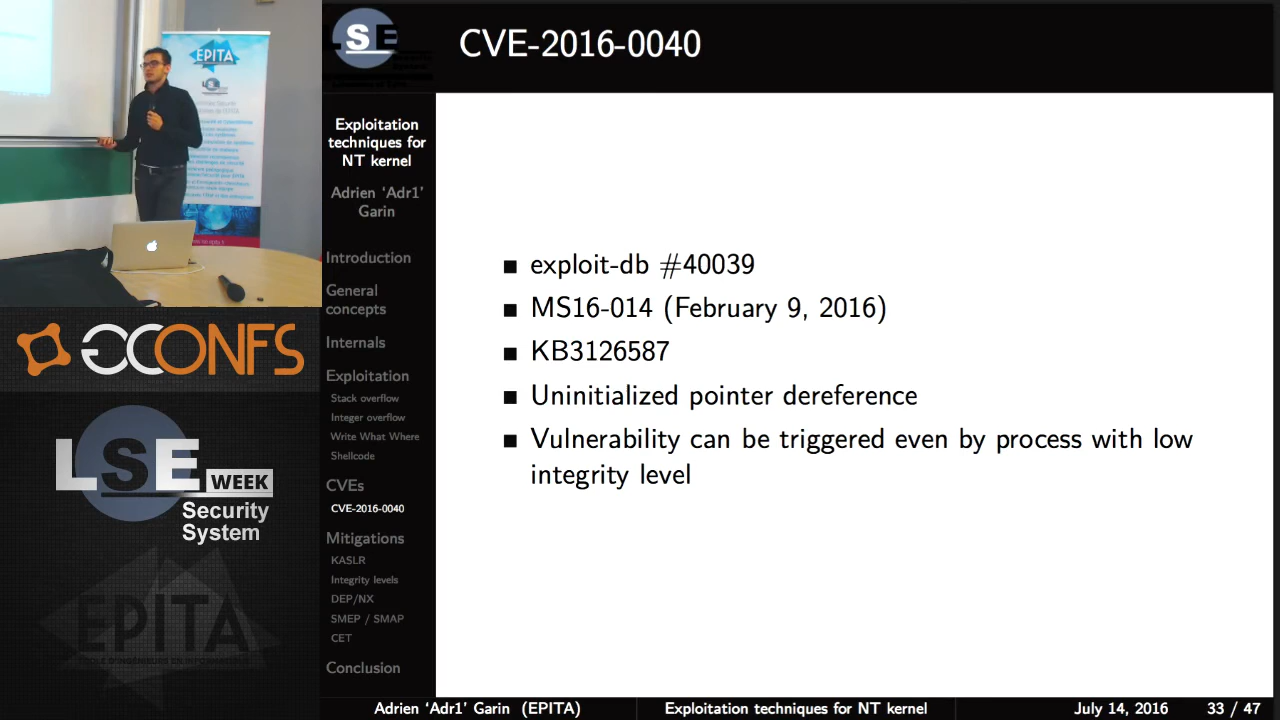 EPITA
LSE
CVE-2016-0040
Exploitation
techniques for
NT kernel
Adrien ‘Adr1’
Garin
Introduction
General
concepts
Internals
Exploitation
Stack overflow
Integer overflow
Write What Where
Shellcode
CVEs
CVE-2016-0040
Mitigations
KASLR
Integrity levels
DEP/NX
SMEP / SMAP
CET
Conclusion
■ exploit-db #40039
■ MS16-014 (February 9, 2016)
■ KB3126587
■ Uninitialized pointer dereference
■ Vulnerability can be triggered even by process with low
integrity level
GCONFS
LSE WEEK
Security
System
EPITA
Adrien ‘Adr1’ Garin (EPITA) Exploitation techniques for NT kernel July 14, 2016 33 / 47